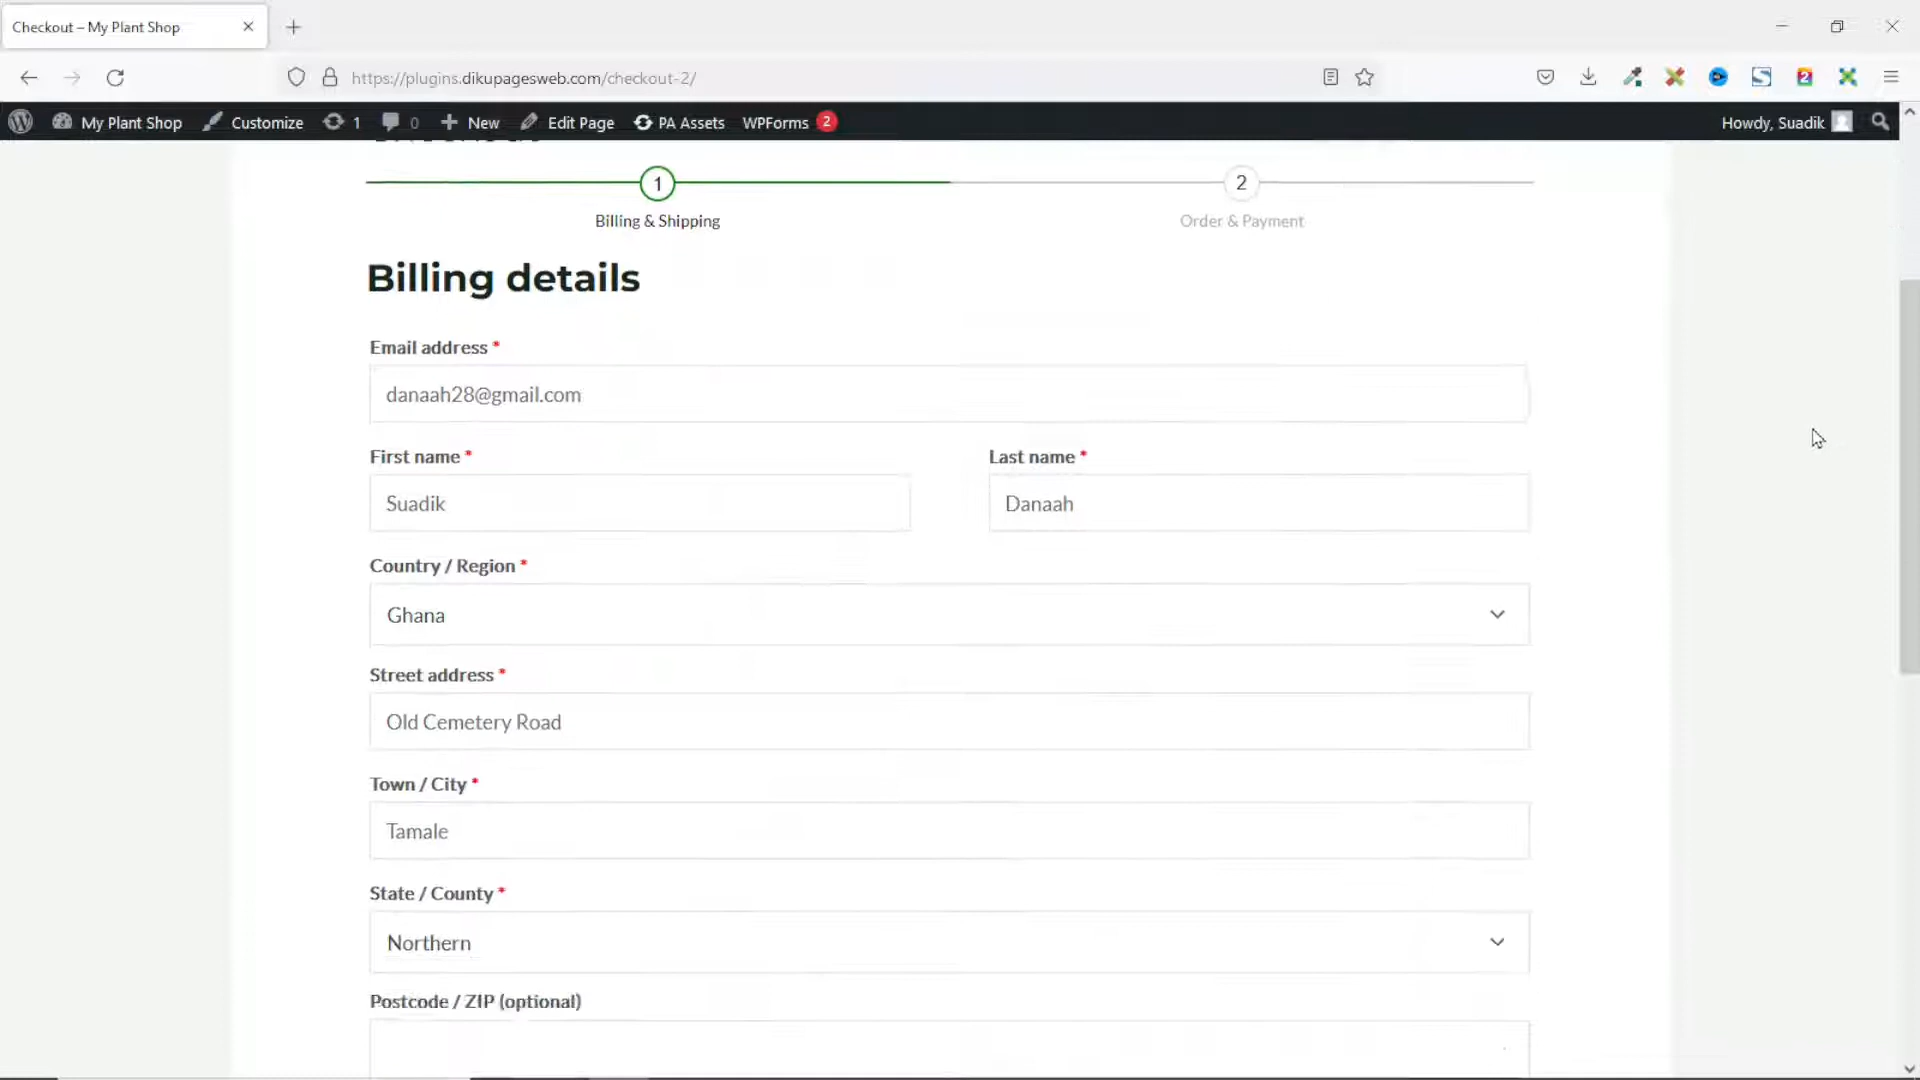 Checkout – My Plant Shop
https://plugins.dikupagesweb.com/checkout-2/
My Plant Shop Customize 1 0 New Edit Page PA Assets WPForms 2 Howdy, Suadik
1 2
Billing & Shipping Order & Payment
Billing details
Email address *
danaah28@gmail.com
First name * Last name *
Suadik Danaah
Country / Region *
Ghana
Street address *
Old Cemetery Road
Town / City *
Tamale
State / County *
Northern
Postcode / ZIP (optional)